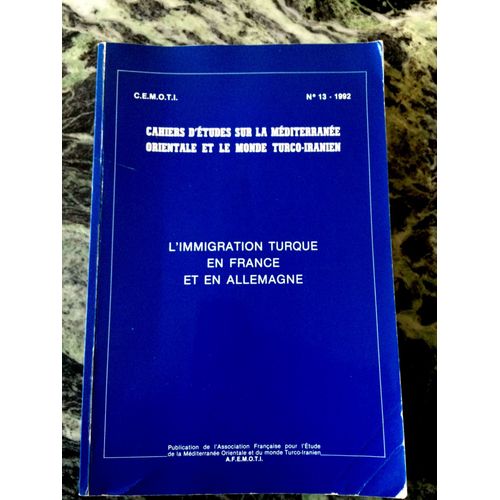 C.E.M.O.T.I. N° 13 - 1992
CAHIERS D'ÉTUDES SUR LA MÉDITERRANÉE
ORIENTALE ET LE MONDE TURCO-IRANIEN
L'IMMIGRATION TURQUE
EN FRANCE
ET EN ALLEMAGNE
Publication de l'Association Française pour l'Étude
de la Méditerranée Orientale et du monde Turco-Iranien
A.F.E.M.O.T.I.